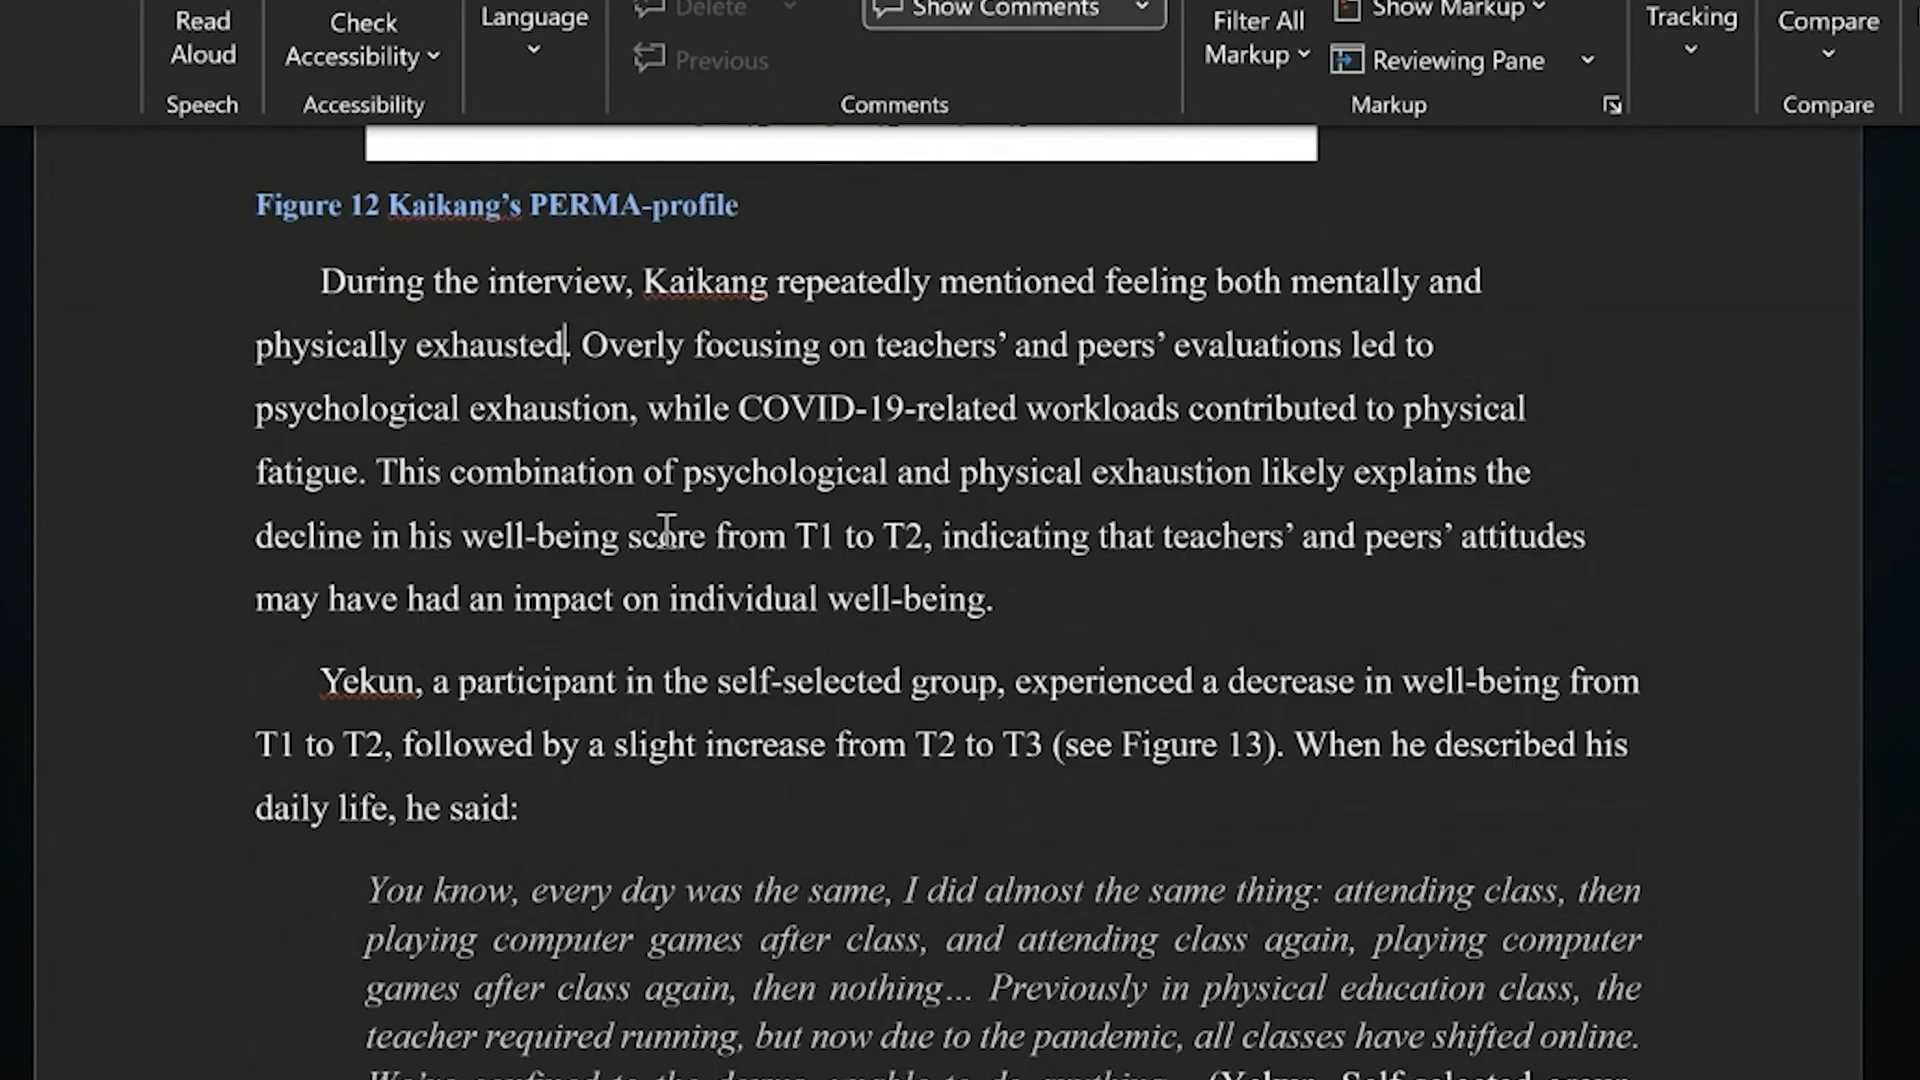 Read Aloud
Speech
Check Accessibility
Accessibility
Language
Delete
Previous
Show Comments
Comments
Filter All Markup
Show Markup
Reviewing Pane
Markup
Tracking
Compare
Compare
Figure 12 Kaikang’s PERMA-profile
During the interview, Kaikang repeatedly mentioned feeling both mentally and
physically exhausted. Overly focusing on teachers’ and peers’ evaluations led to
psychological exhaustion, while COVID-19-related workloads contributed to physical
fatigue. This combination of psychological and physical exhaustion likely explains the
decline in his well-being score from T1 to T2, indicating that teachers’ and peers’ attitudes
may have had an impact on individual well-being.
Yekun, a participant in the self-selected group, experienced a decrease in well-being from
T1 to T2, followed by a slight increase from T2 to T3 (see Figure 13). When he described his
daily life, he said:
You know, every day was the same, I did almost the same thing: attending class, then
playing computer games after class, and attending class again, playing computer
games after class again, then nothing… Previously in physical education class, the
teacher required running, but now due to the pandemic, all classes have shifted online.